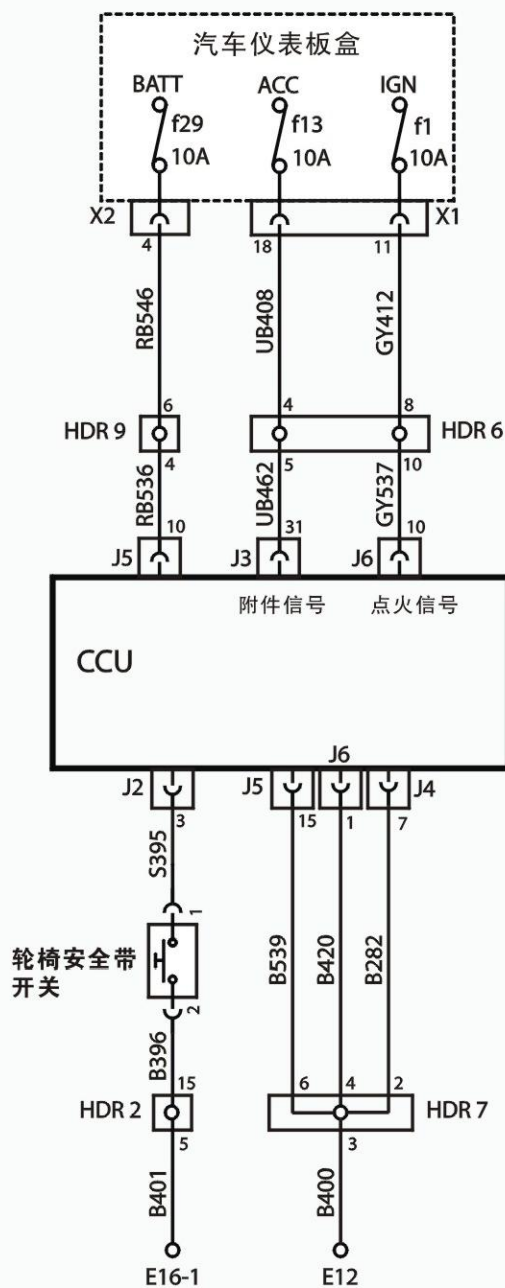 汽车仪表板盒
BATT ACC IGN
f29 f13 f1
10A 10A 10A
X2 X1
4 18 11
RB546 UB408 GY412
6 4 8
HDR 9 HDR 6
4 5 10
RB536 UB462 GY537
10 31 10
J5 J3 J6
附件信号 点火信号
CCU
J6
J2 J5 J4
3 15 1 7
S395
1
轮椅安全带
开关
B539 B420 B282
2
B396
15 6 4 2
HDR 2 HDR 7
5 3
B401 B400
E16-1 E12